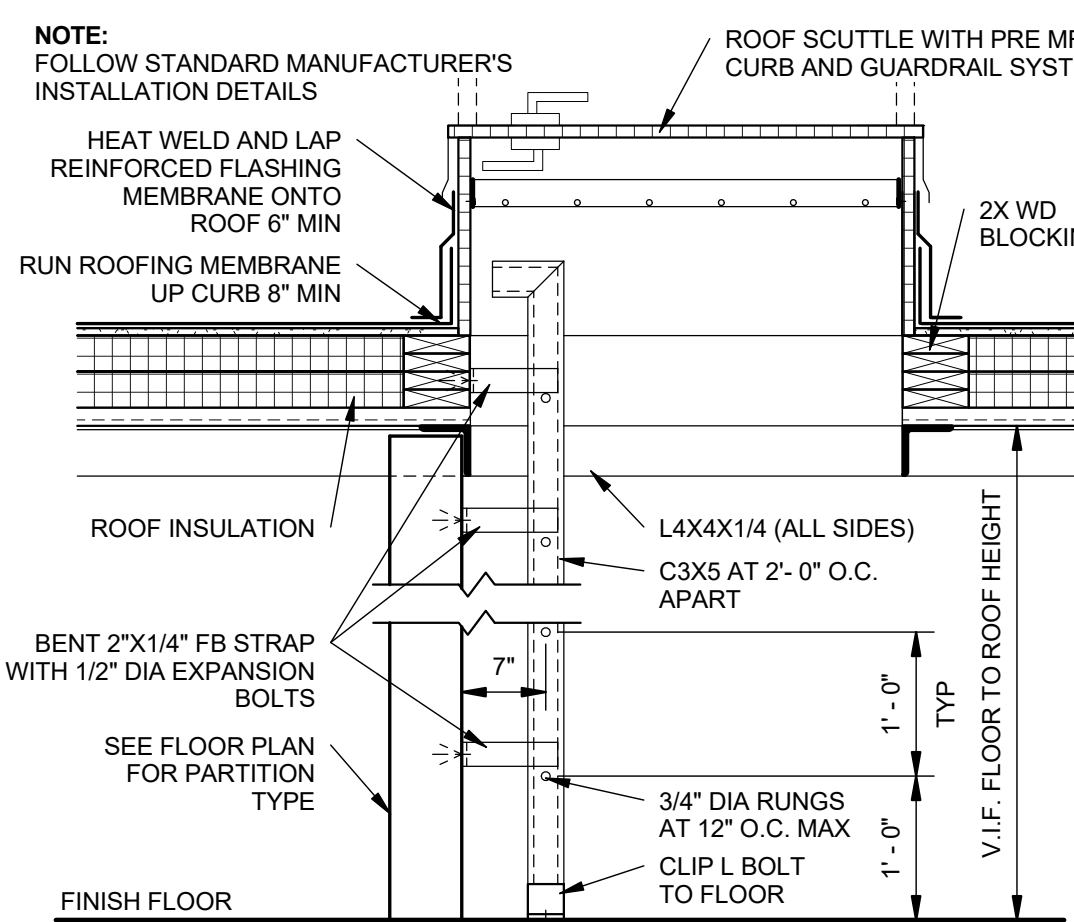 NOTE:
FOLLOW STANDARD MANUFACTURER'S
INSTALLATION DETAILS
ROOF SCUTTLE WITH PRE
CURB AND GUARDRAIL
HEAT WELD AND LAP
REINFORCED FLASHING
MEMBRANE ONTO
ROOF 6" MIN
2X WD
RUN ROOFING MEMBRANE
UP CURB 8" MIN
ROOF INSULATION
L4X4X1/4 (ALL SIDES)
C3X5 AT 2'- 0" O.C.
APART
BENT 2"X1/4" FB STRAP
WITH 1/2" DIA EXPANSION
BOLTS
7"
1' - 0"
TYP
V.I.F. FLOOR TO ROOF HEIGHT
SEE FLOOR PLAN
FOR PARTITION
TYPE
3/4" DIA RUNGS
AT 12" O.C. MAX
1' - 0"
CLIP L BOLT
TO FLOOR
FINISH FLOOR